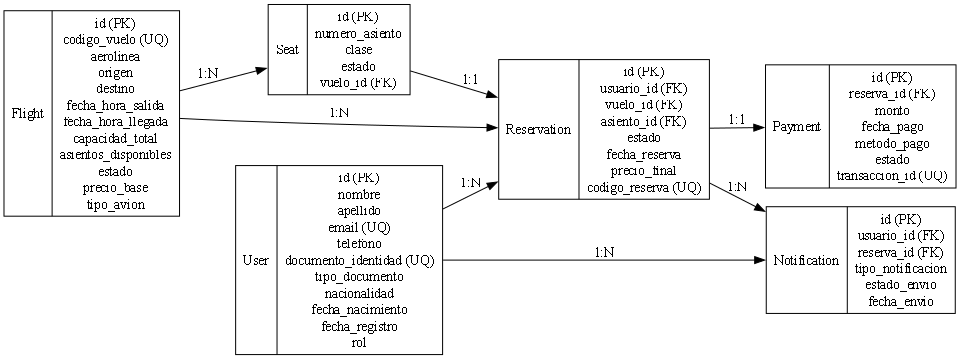 Flight
id (PK)
codigo_vuelo (UQ)
aerolinea
origen
destino
fecha_hora_salida
fecha_hora_llegada
capacidad_total
asientos_disponibles
estado
precio_base
tipo_avion
1:N
1:N
Seat
id (PK)
numero_asiento
clase
estado
vuelo_id (FK)
1:1
User
id (PK)
nombre
apellido
email (UQ)
telefono
documento_identidad (UQ)
tipo_documento
nacionalidad
fecha_nacimiento
fecha_registro
rol
1:N
1:N
Reservation
id (PK)
usuario_id (FK)
vuelo_id (FK)
asiento_id (FK)
estado
fecha_reserva
precio_final
codigo_reserva (UQ)
1:1
1:N
Payment
id (PK)
reserva_id (FK)
monto
fecha_pago
metodo_pago
estado
transaccion_id (UQ)
Notification
id (PK)
usuario_id (FK)
reserva_id (FK)
tipo_notificacion
estado_envio
fecha_envio